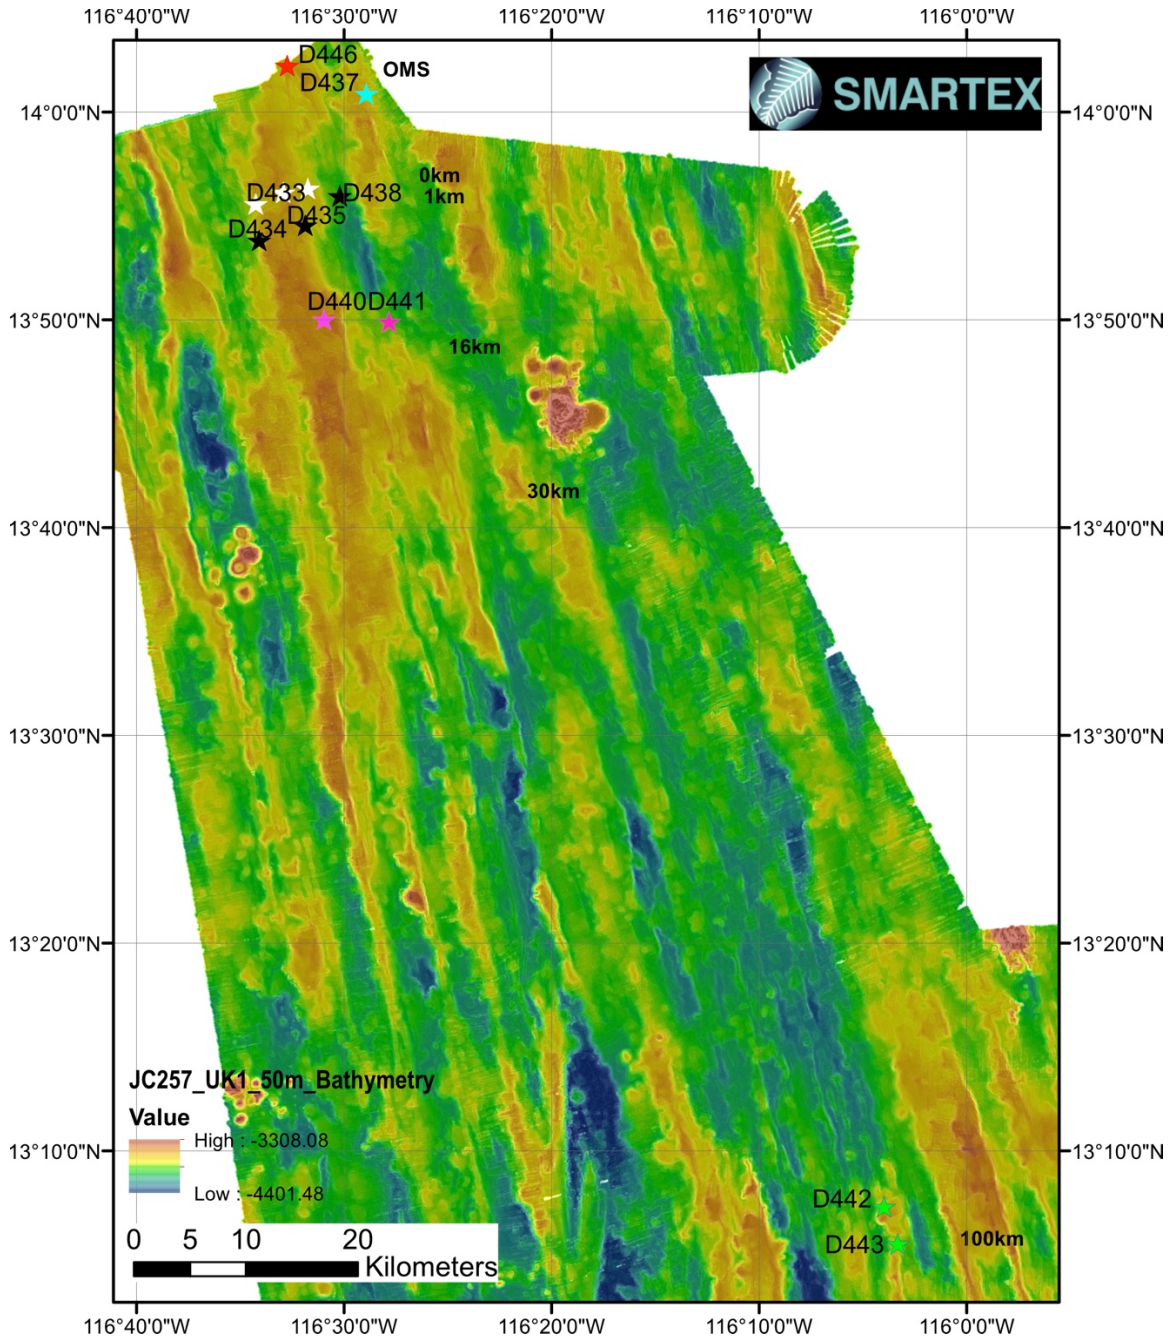 116°40'0"W 116°30'0"W 116°20'0"W 116°10'0"W 116°0'0"W
D446
OMS
D437
SMARTEX
14°0'0"N 14°0'0"N
0km
D433 D438
1km
D435
D434
D440 D441
13°50'0"N 13°50'0"N
16km
30km
13°40'0"N 13°40'0"N
13°30'0"N 13°30'0"N
13°20'0"N 13°20'0"N
JC257_UK1_50m_Bathymetry
Value
High : -3308.08
13°10'0"N 13°10'0"N
Low : -4401.48
D442
D443 100km
0 5 10 20
Kilometers
116°40'0"W 116°30'0"W 116°20'0"W 116°10'0"W 116°0'0"W